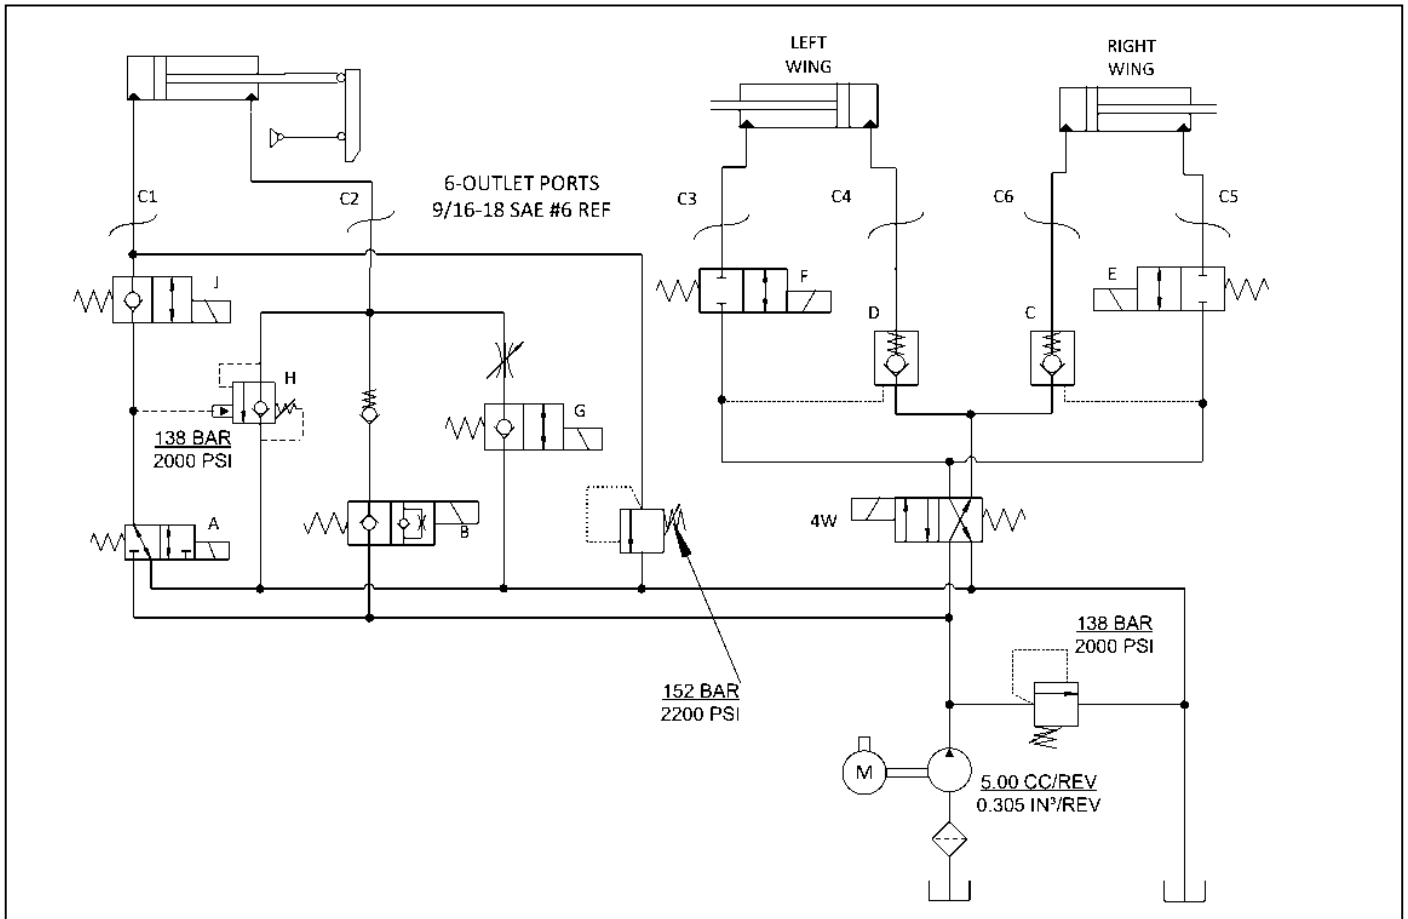 LEFT
WING
RIGHT
WING
6-OUTLET PORTS
9/16-18 SAE #6 REF
C1
C2
C3
C4
C6
C5
J
F
E
D
C
H
G
138 BAR
2000 PSI
A
B
4W
152 BAR
2200 PSI
138 BAR
2000 PSI
M
5.00 CC/REV
0.305 IN³/REV